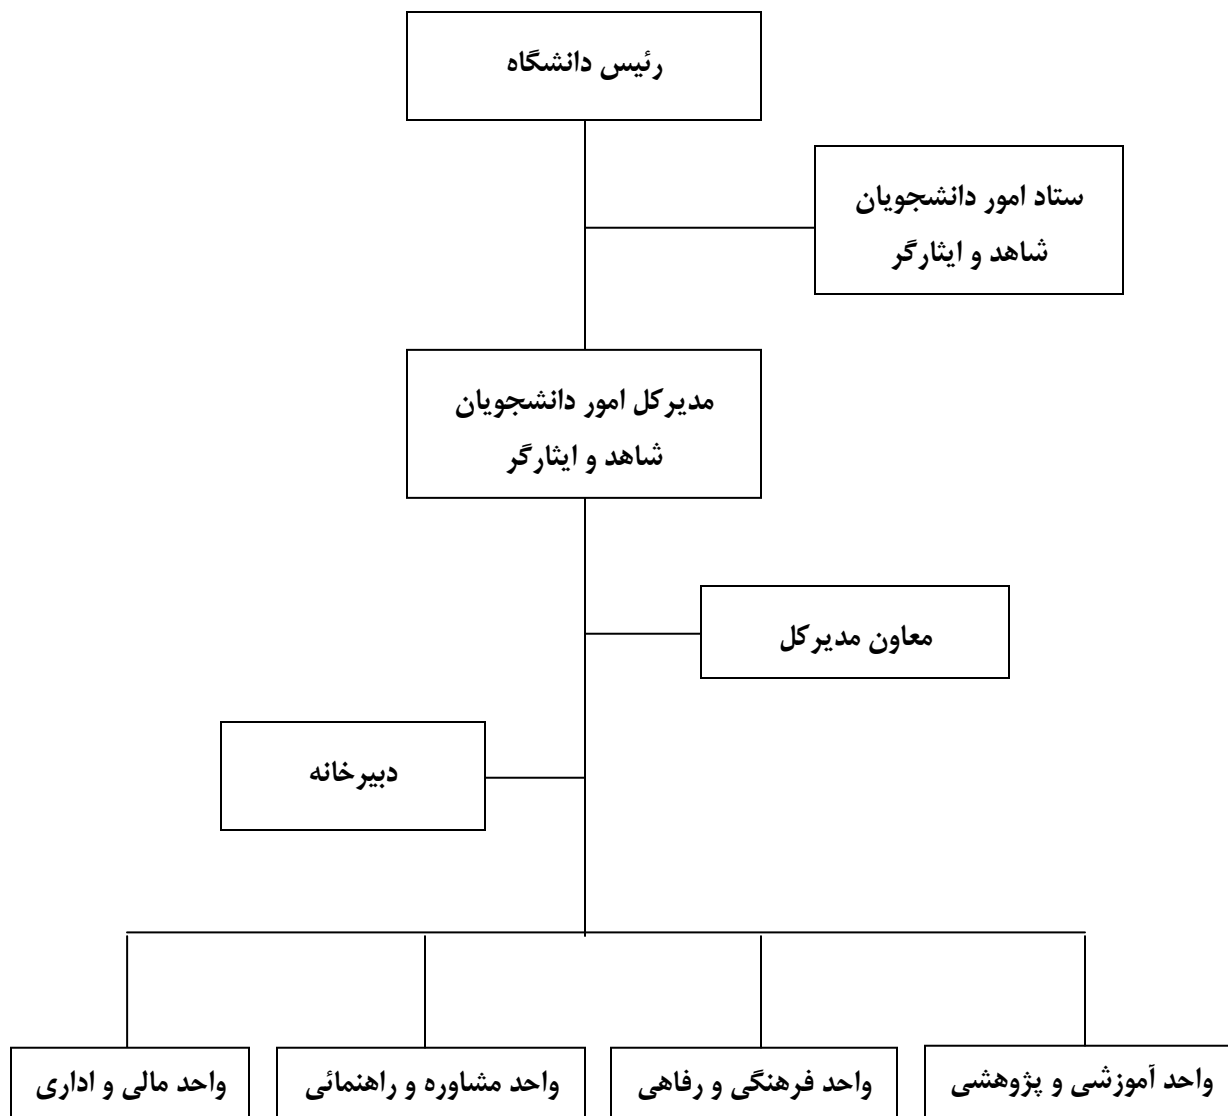 رئیس دانشگاه
ستاد امور دانشجویان
شاهد و ایثارگر
مدیرکل امور دانشجویان
شاهد و ایثارگر
معاون مدیرکل
دبیرخانه
واحد آموزشی و پژوهشی
واحد فرهنگی و رفاهی
واحد مشاوره و راهنمائی
واحد مالی و اداری